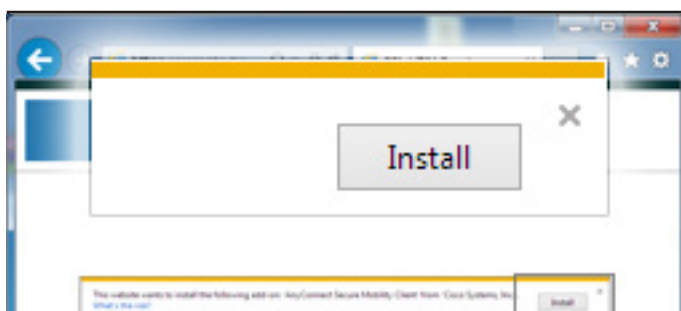 Install
This website wants to install the following add-on: 'AnyConnect Secure Mobility Client' from 'Cisco Systems, Inc.'
What's the risk?
Install